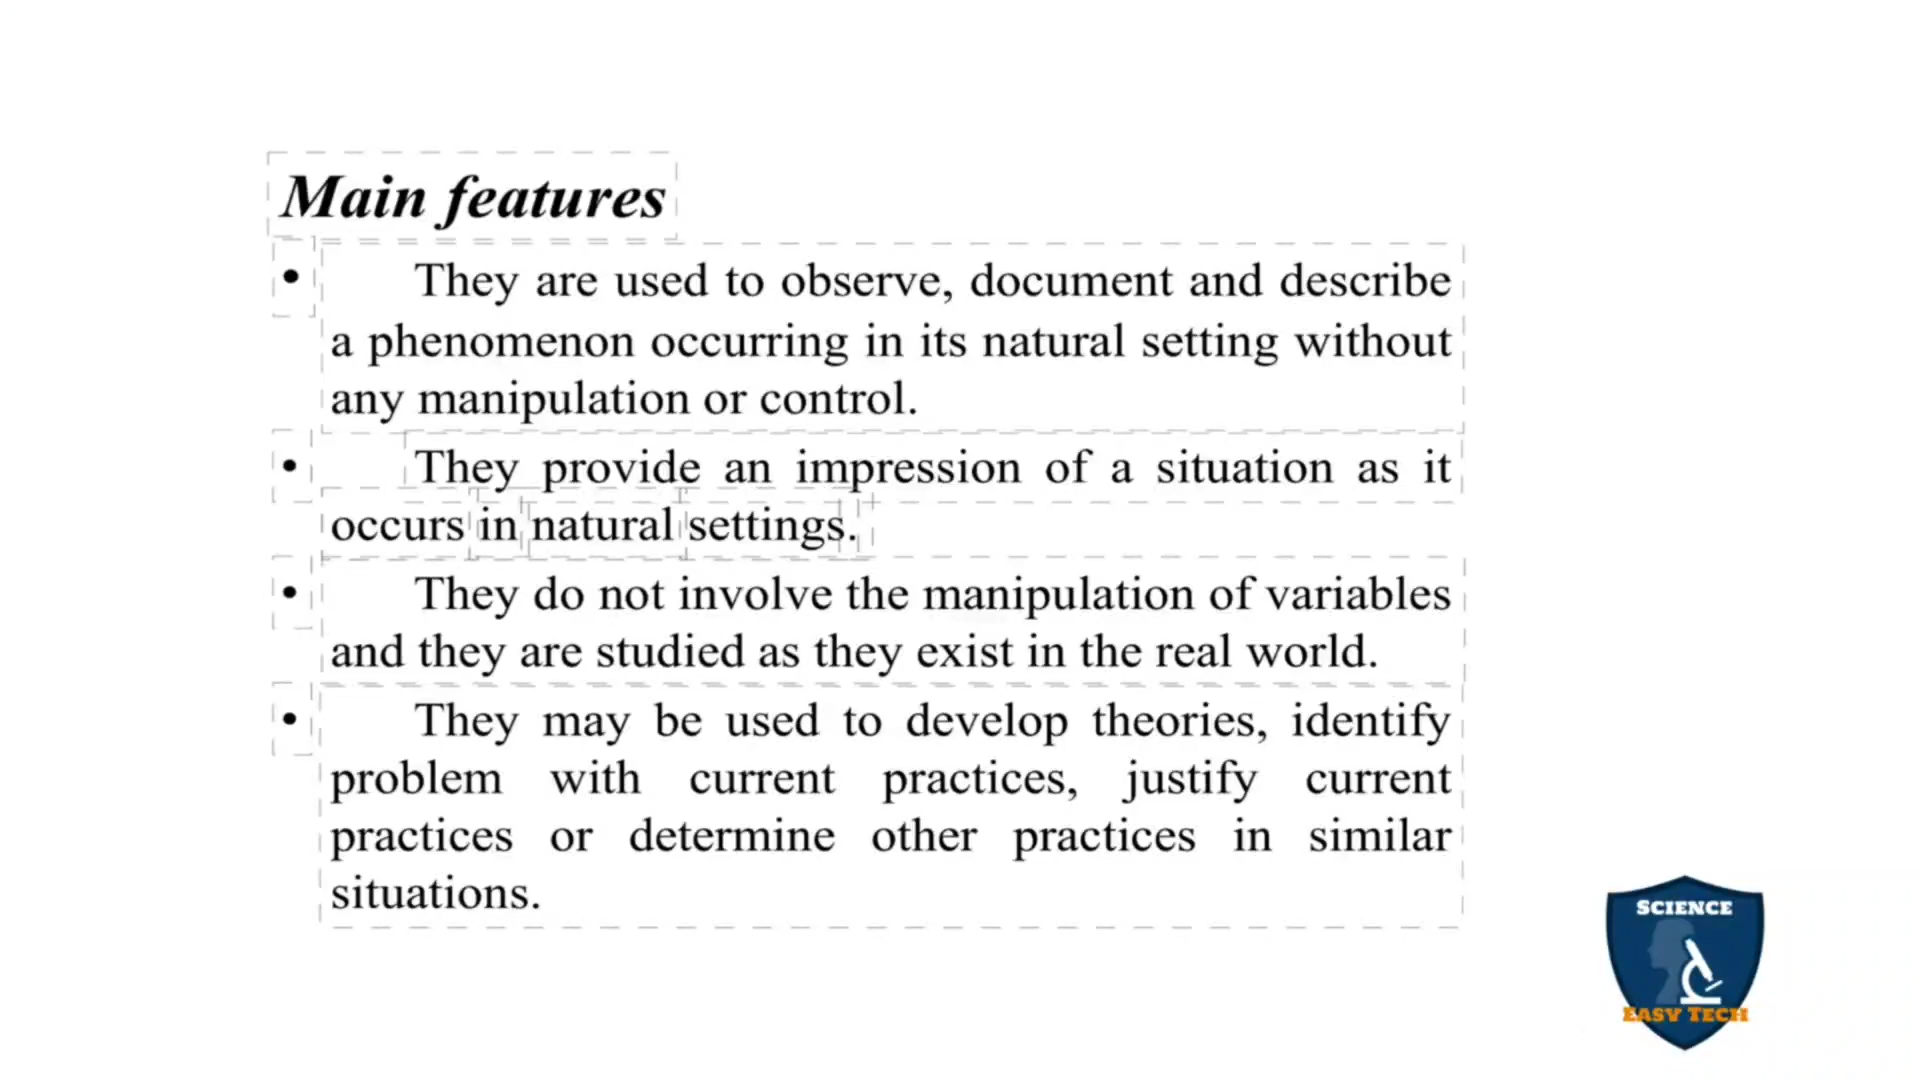 Main features
• They are used to observe, document and describe
a phenomenon occurring in its natural setting without
any manipulation or control.
• They provide an impression of a situation as it
occurs in natural settings.
• They do not involve the manipulation of variables
and they are studied as they exist in the real world.
• They may be used to develop theories, identify
problem with current practices, justify current
practices or determine other practices in similar
situations.
SCIENCE
EASY TECH